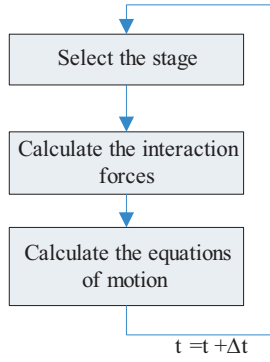 Select the stage
Calculate the interaction
forces
Calculate the equations
of motion
t =t +Δt